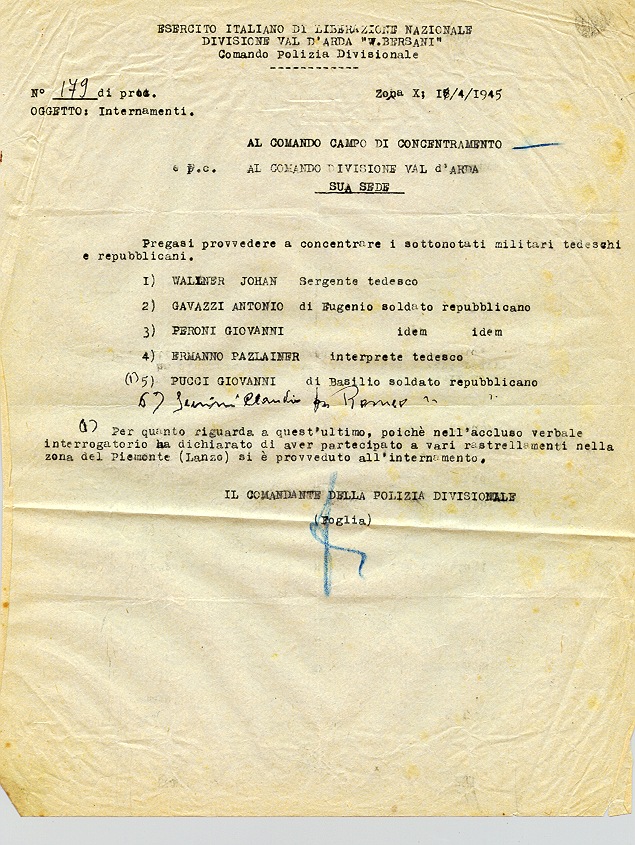 ESERCITO ITALIANO DI LIBERAZIONE NAZIONALE
DIVISIONE VAL D'ARDA "W.BERSANI"
Comando Polizia Divisionale
Nº 179 di prot.
Zona X; /4/1945
OGGETTO: Internamenti.
AL COMANDO CAMPO DI CONCENTRAMENTO
e p.c. AL COMANDO DIVISIONE VAL d'ARDA
SUA SEDE
Pregasi provvedere a concentrare i sottonotati militari tedeschi
e repubblicani.
1) WALLNER JOHAN Sergente tedesco
2) GAVAZZI ANTONIO di Eugenio soldato repubblicano
3) PERONI GIOVANNI idem idem
4) ERMANNO PAZLAINER interprete tedesco
(1) 5) PUCCI GIOVANNI di Basilio soldato repubblicano
6) Claudio Romeo " "
(1) Per quanto riguarda a quest'ultimo, poichè nell'accluso verbale
interrogatorio ha dichiarato di aver partecipato a vari rastrellamenti nella
zona del Piemonte (Lanzo) si è provveduto all'internamento.
IL COMANDANTE DELLA POLIZIA DIVISIONALE
(Foglia)